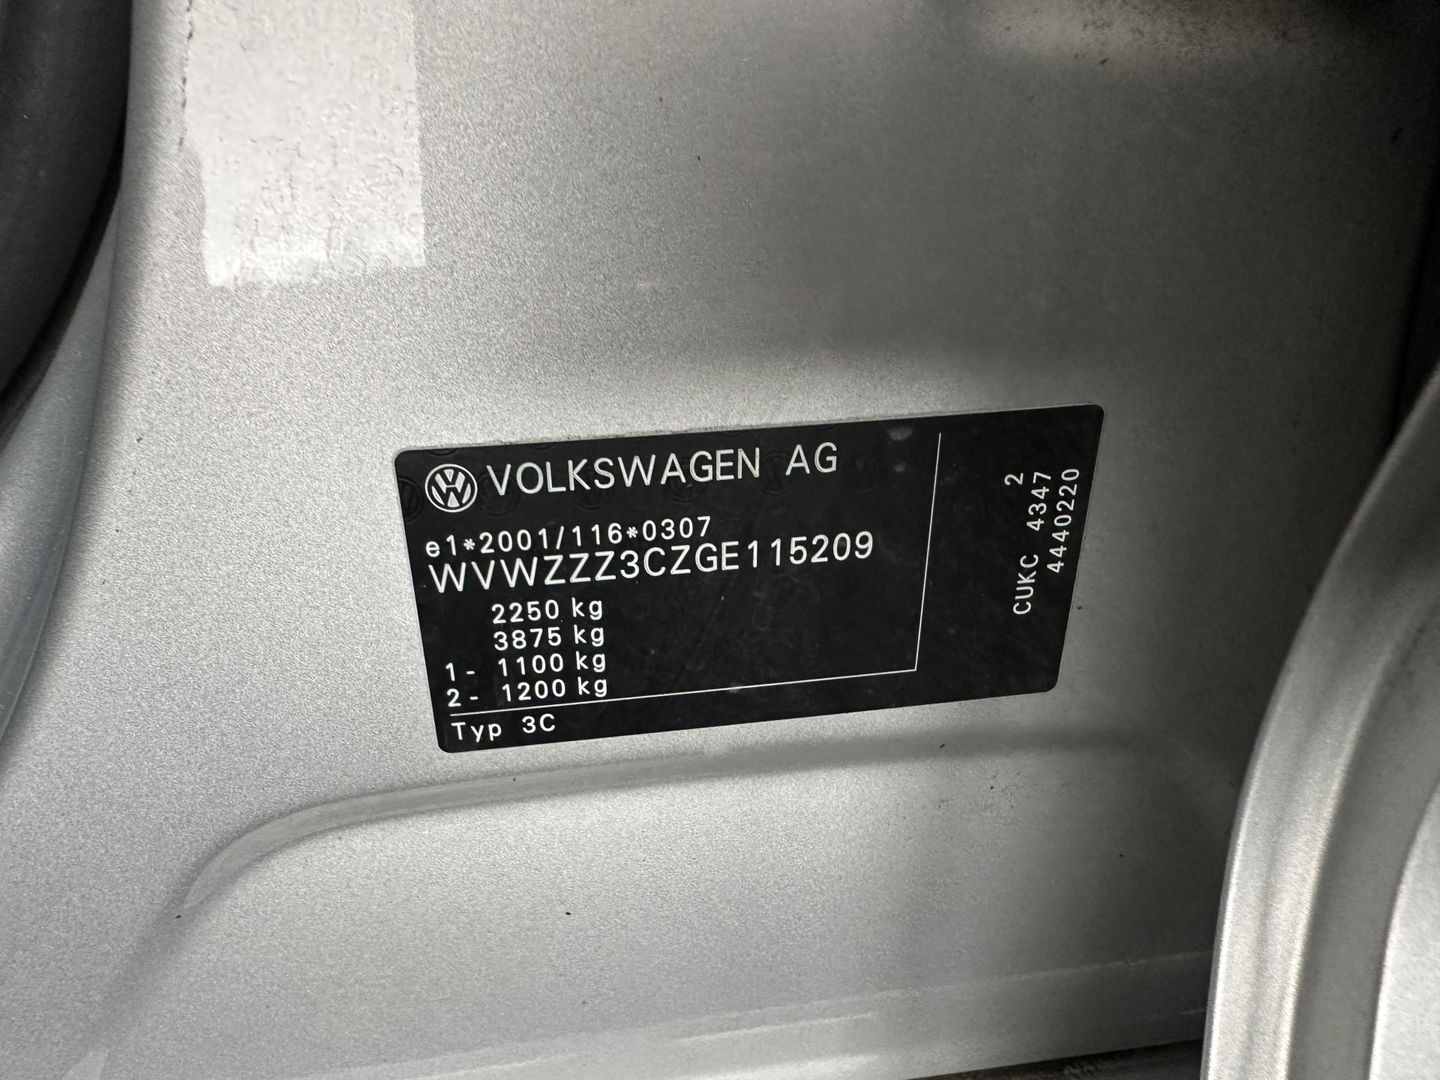 VOLKSWAGEN AG
e1*2001/116*0307
WVWZZZ3CZGE115209
2250 kg
3875 kg
1- 1100 kg
2- 1200 kg
Typ 3C
2
CUKC 4347
4440220